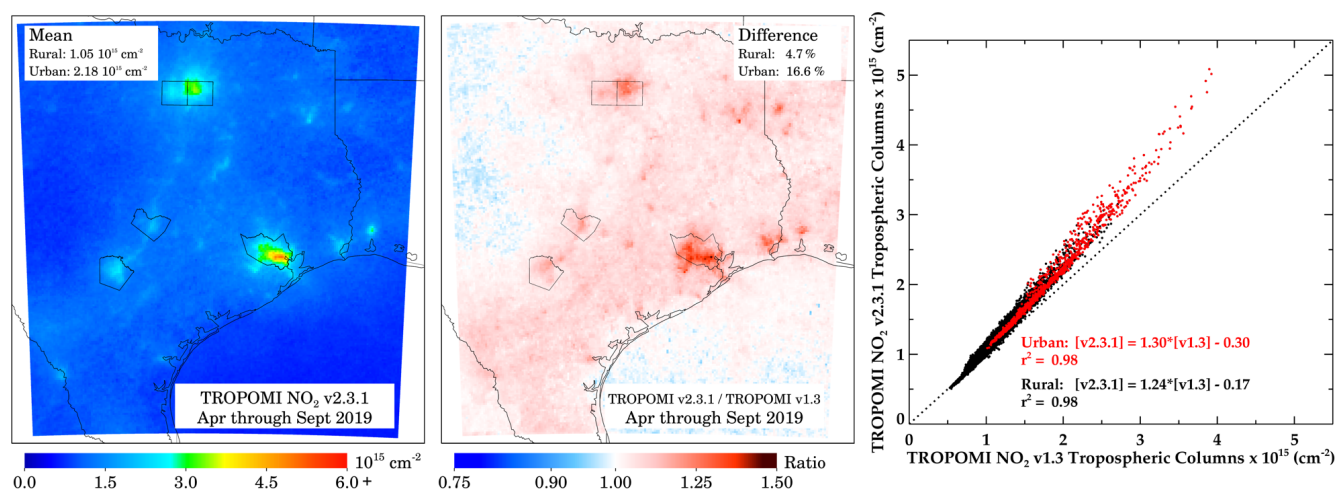 Mean
Rural: 1.05 10¹⁵ cm⁻²
Urban: 2.18 10¹⁵ cm⁻²
TROPOMI NO₂ v2.3.1
Apr through Sept 2019
0.0 1.5 3.0 4.5 6.0 + 10¹⁵ cm⁻²
Difference
Rural: 4.7 %
Urban: 16.6 %
TROPOMI v2.3.1 / TROPOMI v1.3
Apr through Sept 2019
0.75 0.90 1.00 1.25 1.50 Ratio
TROPOMI NO₂ v2.3.1 Tropospheric Columns x 10¹⁵ (cm⁻²)
5
4
3
2
1
0
Urban: [v2.3.1] = 1.30*[v1.3] - 0.30
r² = 0.98
Rural: [v2.3.1] = 1.24*[v1.3] - 0.17
r² = 0.98
0 1 2 3 4 5
TROPOMI NO₂ v1.3 Tropospheric Columns x 10¹⁵ (cm⁻²)